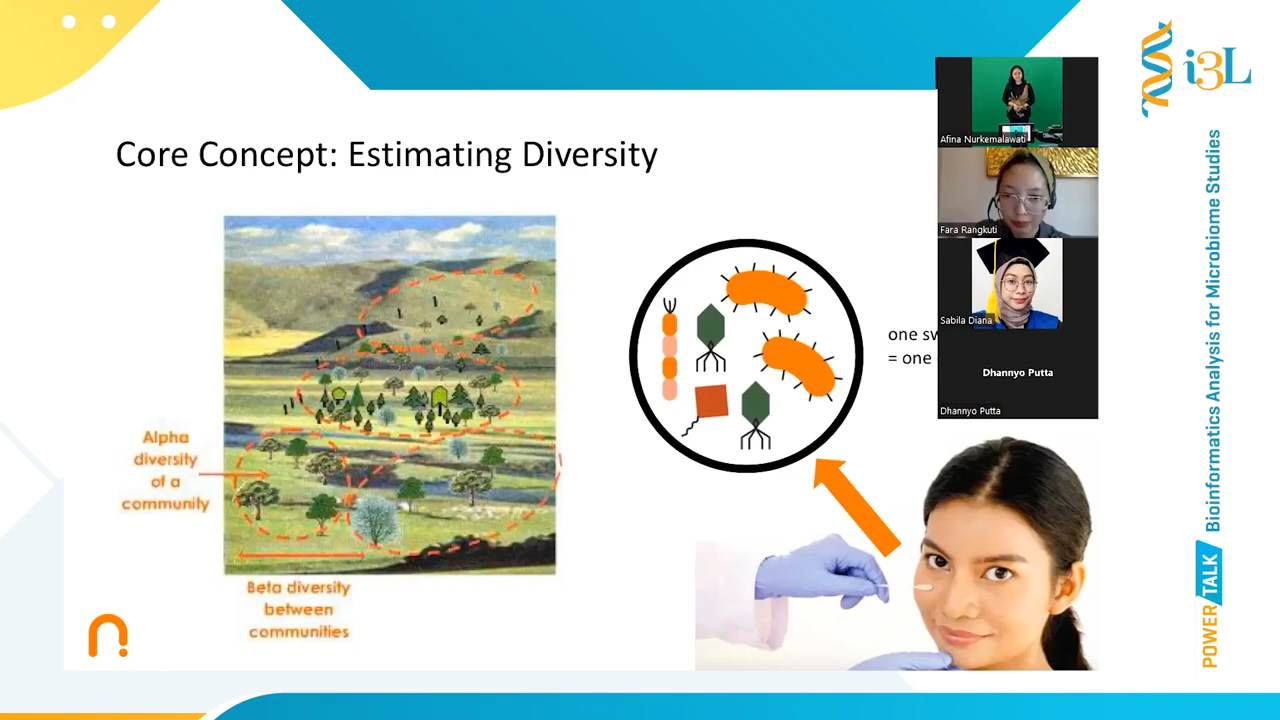 Core Concept: Estimating Diversity
Alpha
diversity
of a
community
Beta diversity
between
communities
one
= one
Afina Nurkemalawati
Fara Rangkuti
Sabila Diana
Dhannyo Putta
Dhannyo Putta
i3L
POWER TALK Bioinformatics Analysis for Microbiome Studies